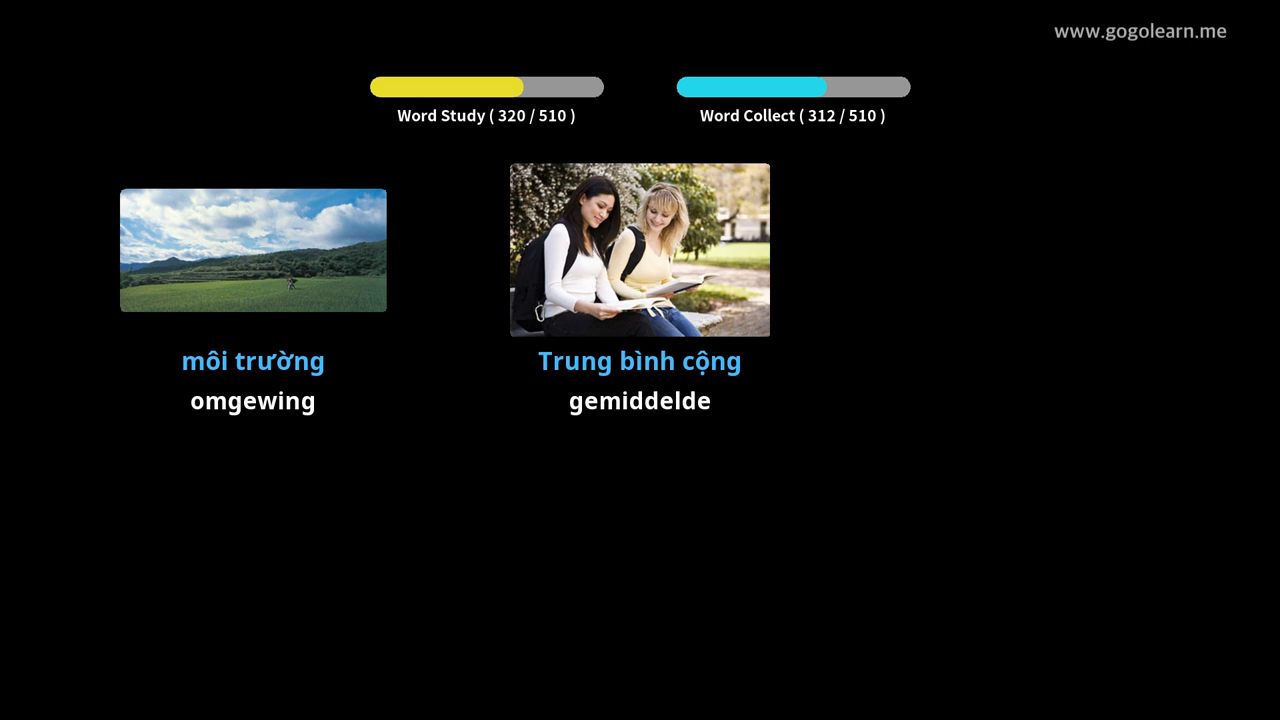 www.gogolearn.me
Word Study ( 320 / 510 )
Word Collect ( 312 / 510 )
môi trường
omgewing
Trung bình cộng
gemiddelde